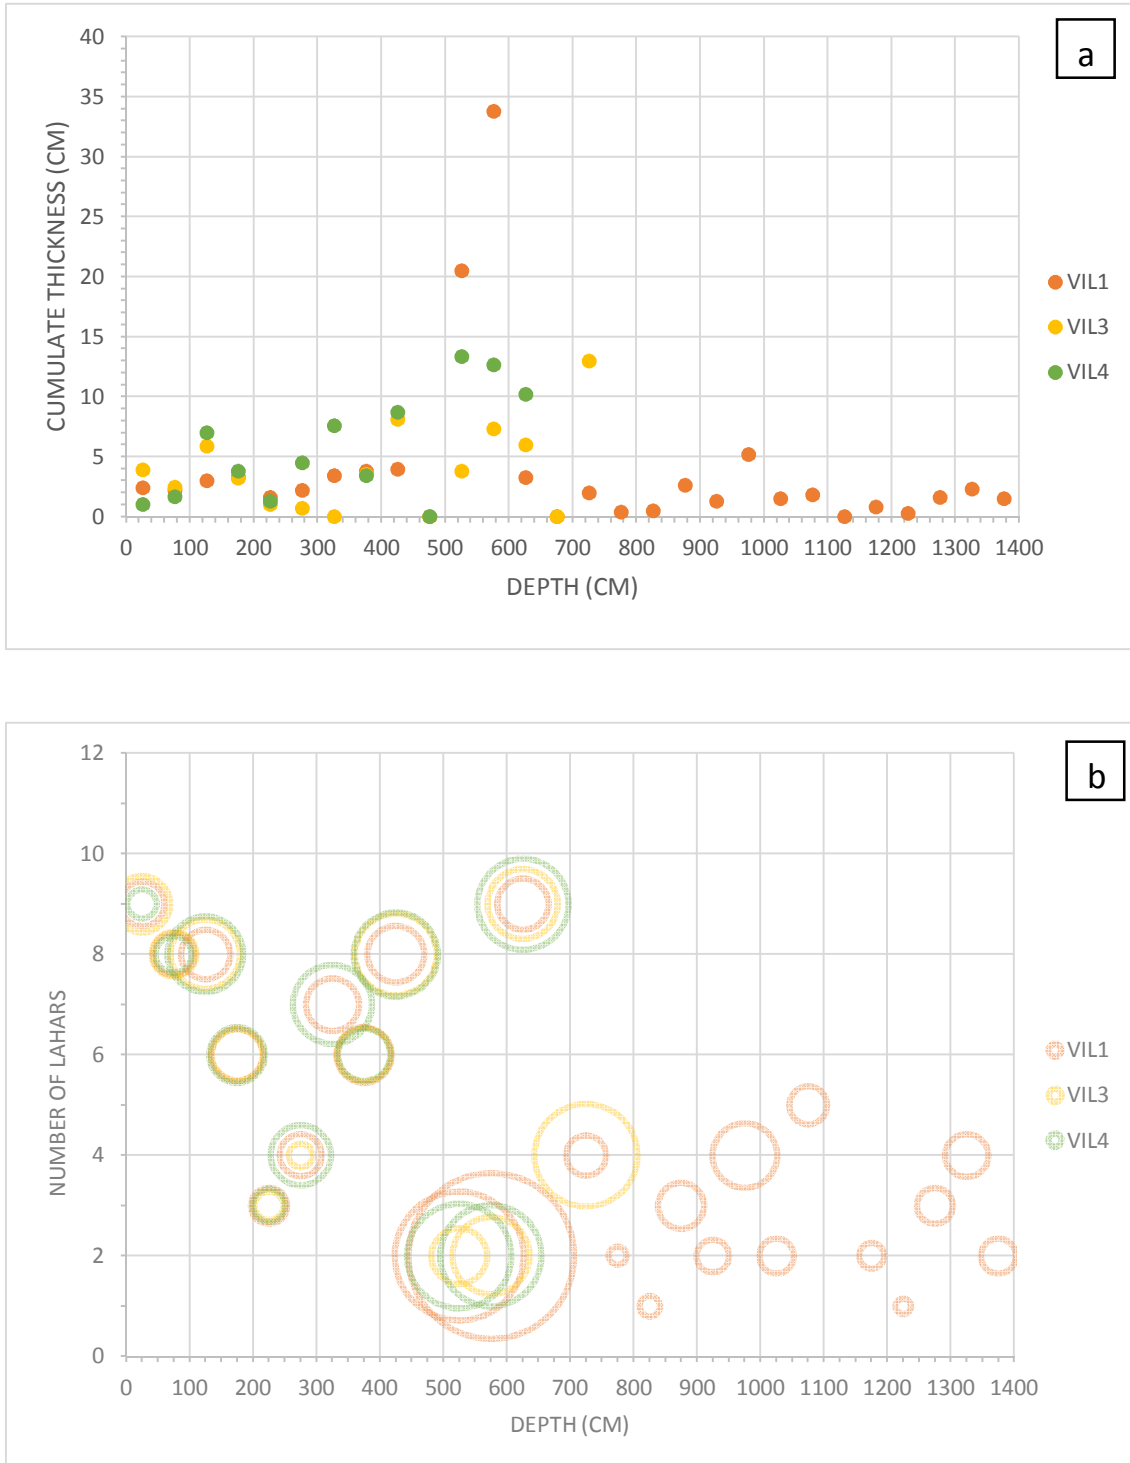 a
40
35
30
25
20
15
10
5
0
CUMULATE THICKNESS (CM)
0 100 200 300 400 500 600 700 800 900 1000 1100 1200 1300 1400
DEPTH (CM)
VIL1
VIL3
VIL4
b
12
10
8
6
4
2
0
NUMBER OF LAHARS
0 100 200 300 400 500 600 700 800 900 1000 1100 1200 1300 1400
DEPTH (CM)
VIL1
VIL3
VIL4